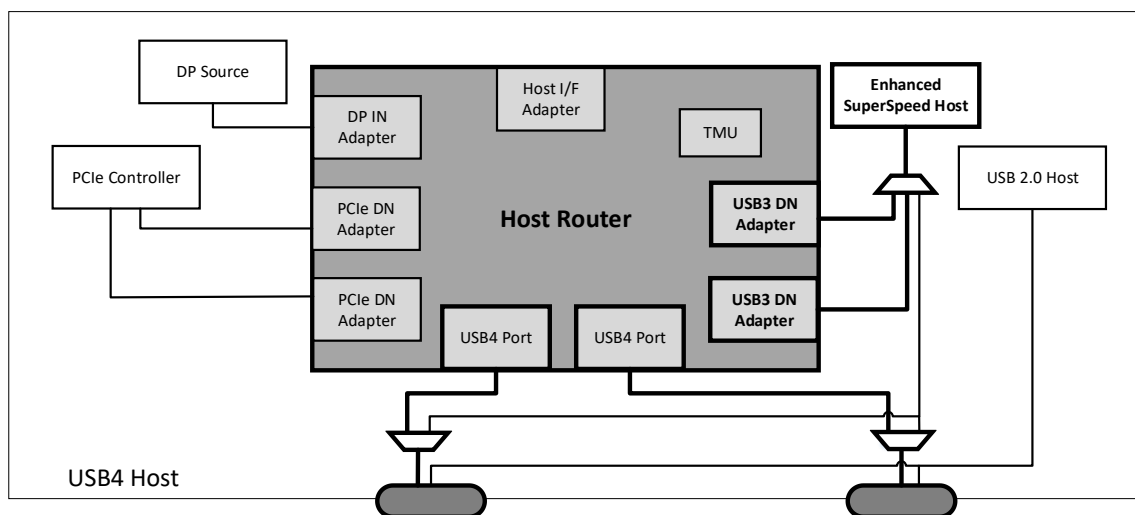 DP Source
Host I/F
Adapter
Enhanced
SuperSpeed Host
DP IN
Adapter
TMU
PCIe Controller
USB 2.0 Host
PCIe DN
Adapter
Host Router
USB3 DN
Adapter
PCIe DN
Adapter
USB3 DN
Adapter
USB4 Port
USB4 Port
USB4 Host